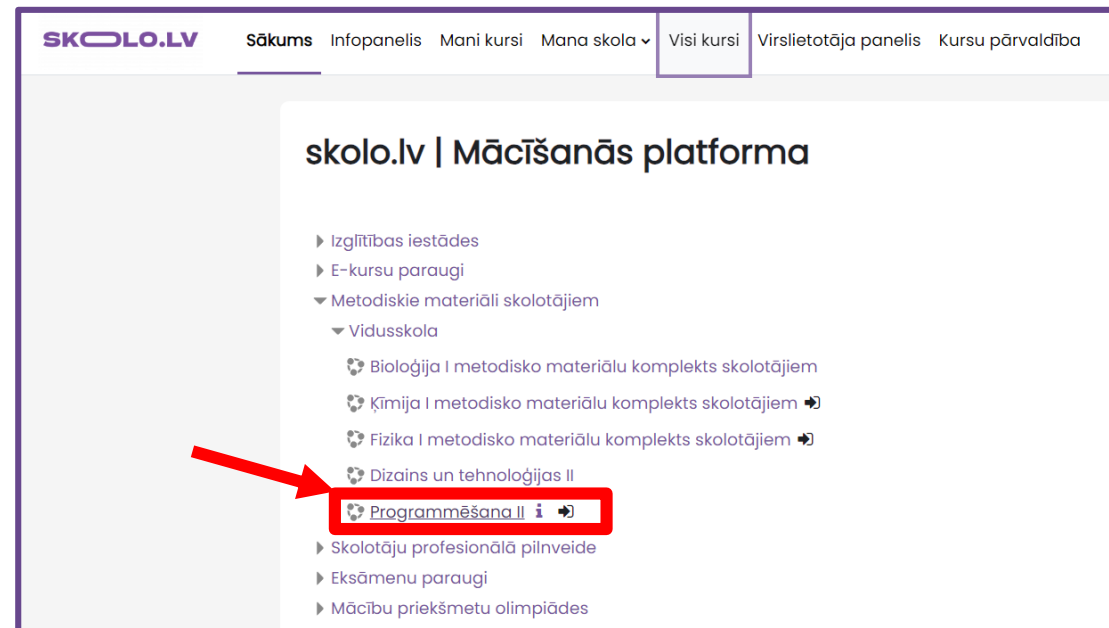 SKOLO.LV Sākums Infopanelis Mani kursi Mana skola Visi kursi Virslietotāja panelis Kursu pārvaldība
skolo.lv | Mācīšanās platforma
Izglītības iestādes
E-kursu paraugi
Metodiskie materiāli skolotājiem
Vidusskola
Bioloģija I metodisko materiālu komplekts skolotājiem
Ķīmija I metodisko materiālu komplekts skolotājiem
Fizika I metodisko materiālu komplekts skolotājiem
Dizains un tehnoloģijas II
Programmēšana II i
Skolotāju profesionālā pilnveide
Eksāmenu paraugi
Mācību priekšmetu olimpiādes